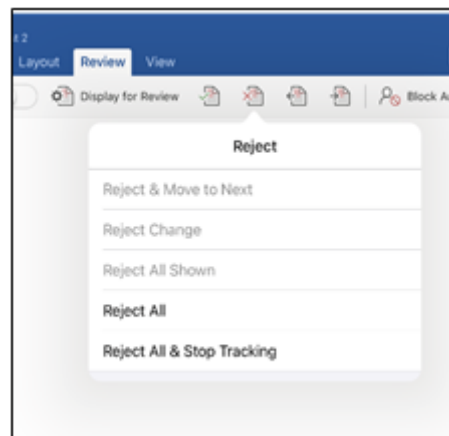 t 2
Layout Review View
Display for Review Block A
Reject
Reject & Move to Next
Reject Change
Reject All Shown
Reject All
Reject All & Stop Tracking